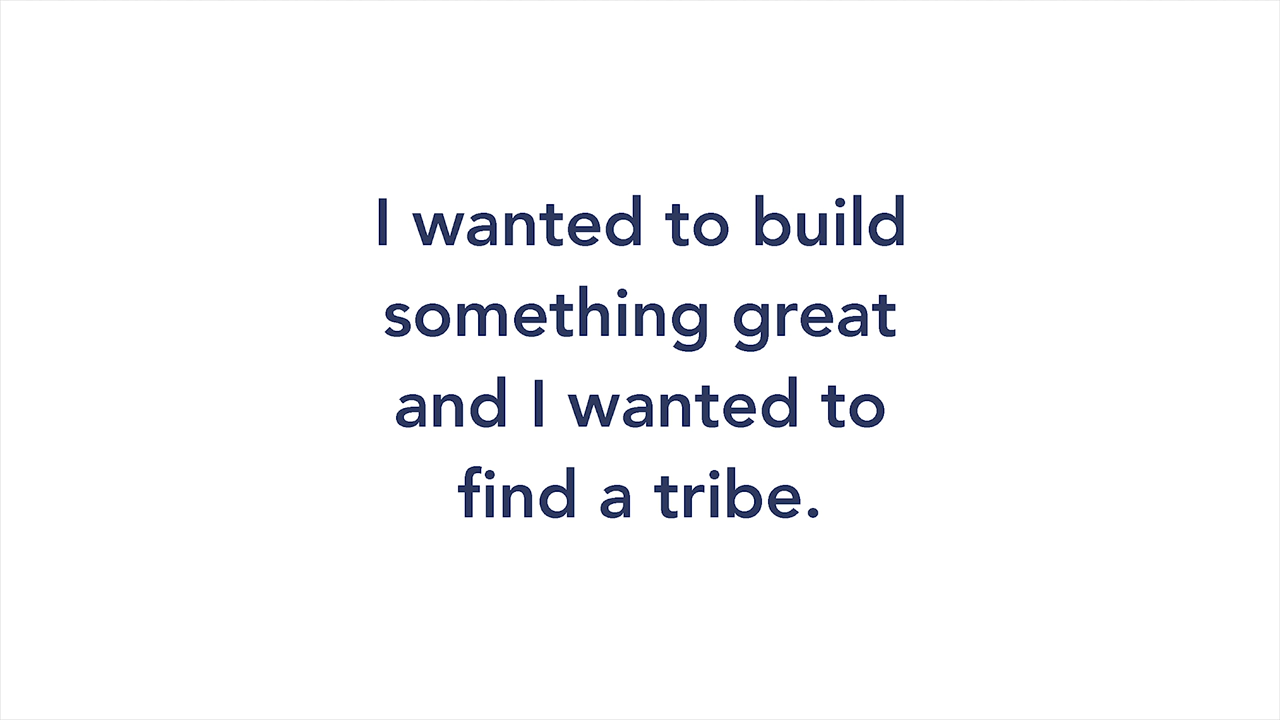 I wanted to build
something great
and I wanted to
find a tribe.